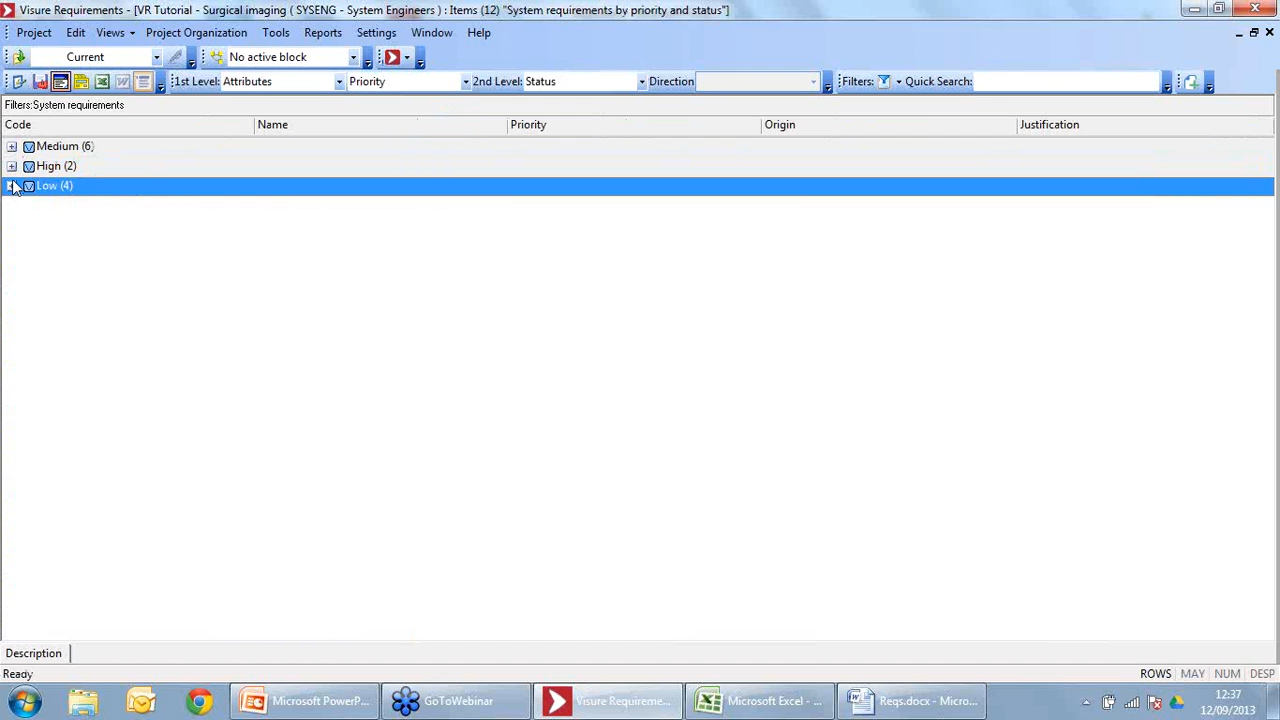 Visure Requirements - [VR Tutorial - Surgical imaging ( SYSENG - System Engineers ) : Items (12) "System requirements by priority and status"]
Project Edit Views Project Organization Tools Reports Settings Window Help
Current No active block
1st Level: Attributes Priority 2nd Level: Status Direction Filters: Quick Search:
Filters:System requirements
Code Name Priority Origin Justification
Medium (6)
High (2)
Low (4)
Description
Ready ROWS MAY NUM DESP
Microsoft PowerP... GoToWebinar Visure Requireme... Microsoft Excel - ... Reqs.docx - Micro... 12:37
12/09/2013